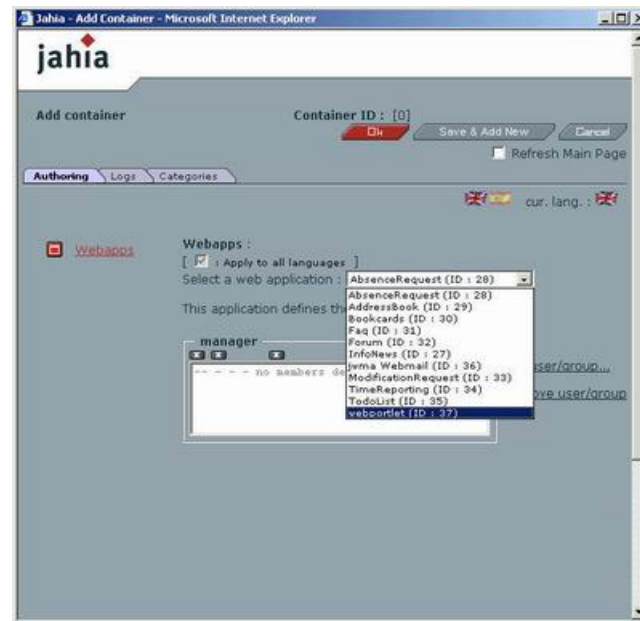 Jahia - Add Container - Microsoft Internet Explorer
jahia
Add container
Container ID : [0]
Ok Save & Add New Cancel
Refresh Main Page
Authoring Logs Categories
cur. lang. :
Webapps
Webapps :
[ : Apply to all languages ]
Select a web application : AbsenceRequest (ID : 28)
AbsenceRequest (ID : 28)
AddressBook (ID : 29)
Bookcards (ID : 30)
Faq (ID : 31)
Forum (ID : 32)
InfoNews (ID : 27)
jwma Webmail (ID : 36)
ModificationRequest (ID : 33)
TimeReporting (ID : 34)
TodoList (ID : 35)
webportlet (ID : 37)
This application defines the
manager
-- - - - no members de
user/group...
ove user/group